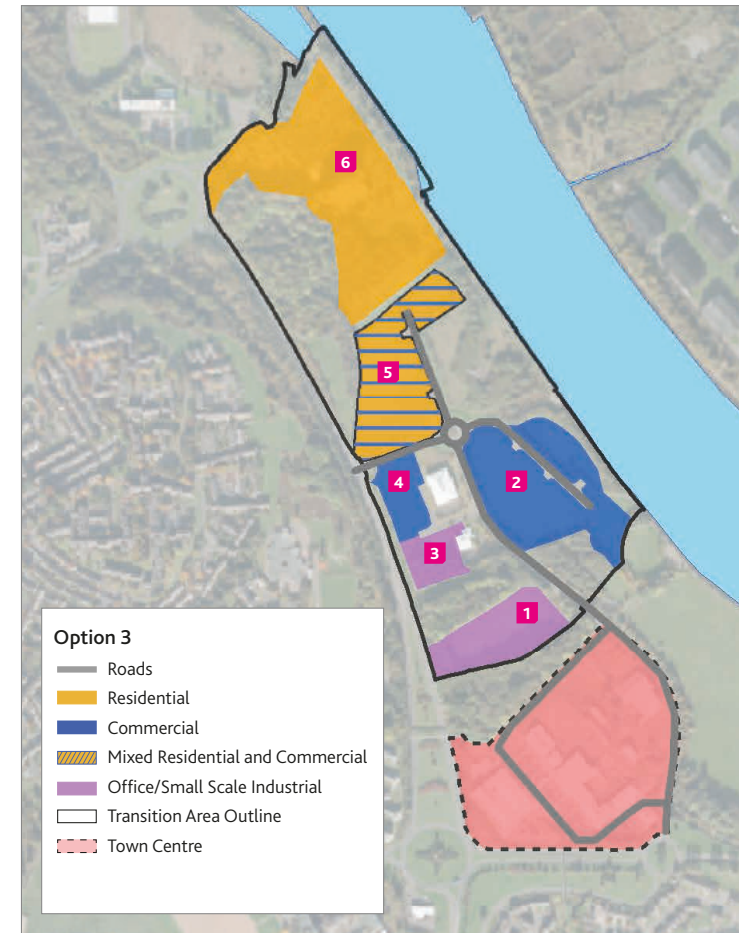 6
5
4
2
3
1
Option 3
Roads
Residential
Commercial
Mixed Residential and Commercial
Office/Small Scale Industrial
Transition Area Outline
Town Centre